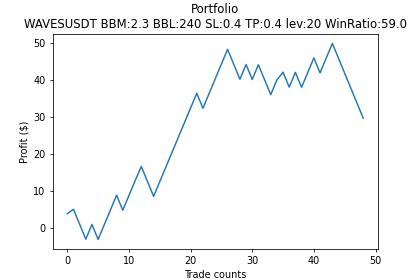 Portfolio
WAVESUSDT BBM:2.3 BBL:240 SL:0.4 TP:0.4 lev:20 WinRatio:59.0
50
40
30
20
10
0
Profit ($)
0 10 20 30 40 50
Trade counts